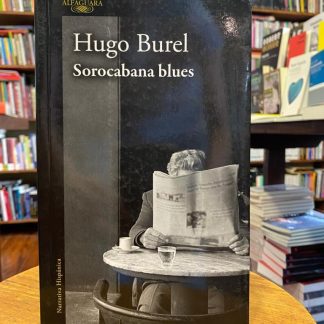 ALFAGUARA
Hugo Burel
Sorocabana blues
Narrativa Hispánica